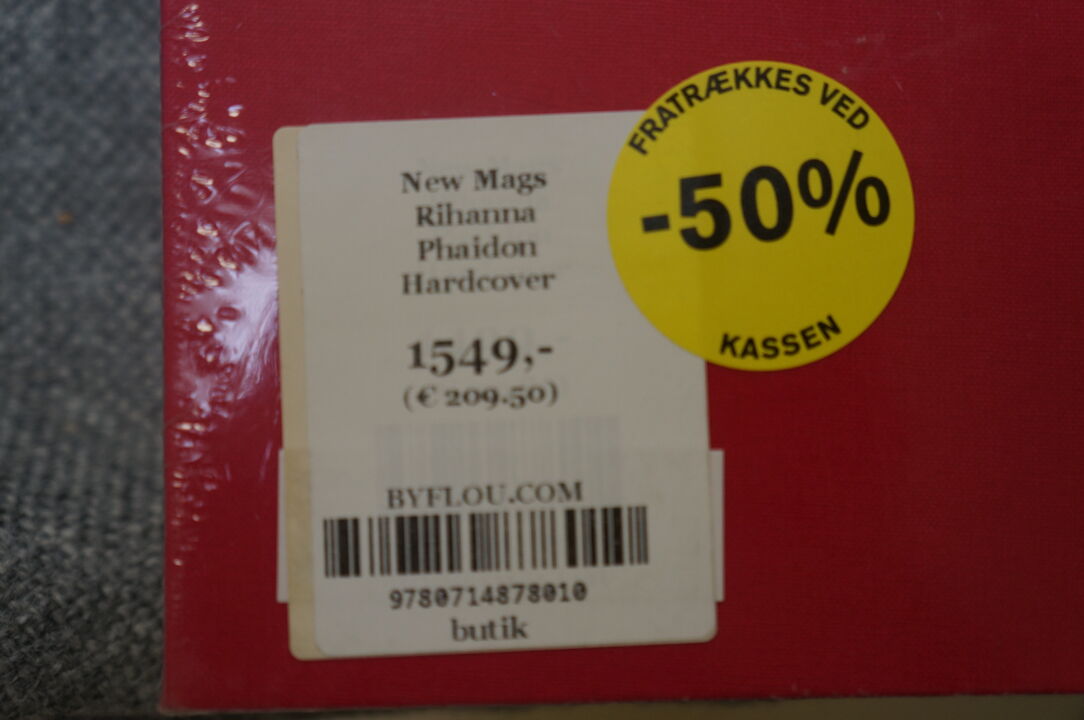 New Mags
Rihanna
Phaidon
Hardcover
1549,-
(€ 209.50)
BYFLOU.COM
9780714878010
butik
FRATRÆKKES VED
-50%
KASSEN